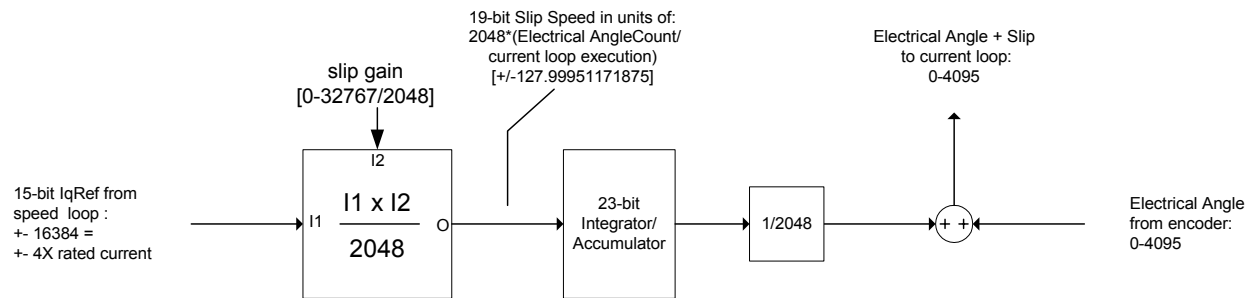 19-bit Slip Speed in units of:
2048*(Electrical AngleCount/
current loop execution)
[+/-127.99951171875]
Electrical Angle + Slip
to current loop:
0-4095
slip gain
[0-32767/2048]
I2
15-bit IqRef from
speed loop :
+- 16384 =
+- 4X rated current
I1
I1 x I2
2048
O
23-bit
Integrator/
Accumulator
1/2048
+ +
Electrical Angle
from encoder:
0-4095